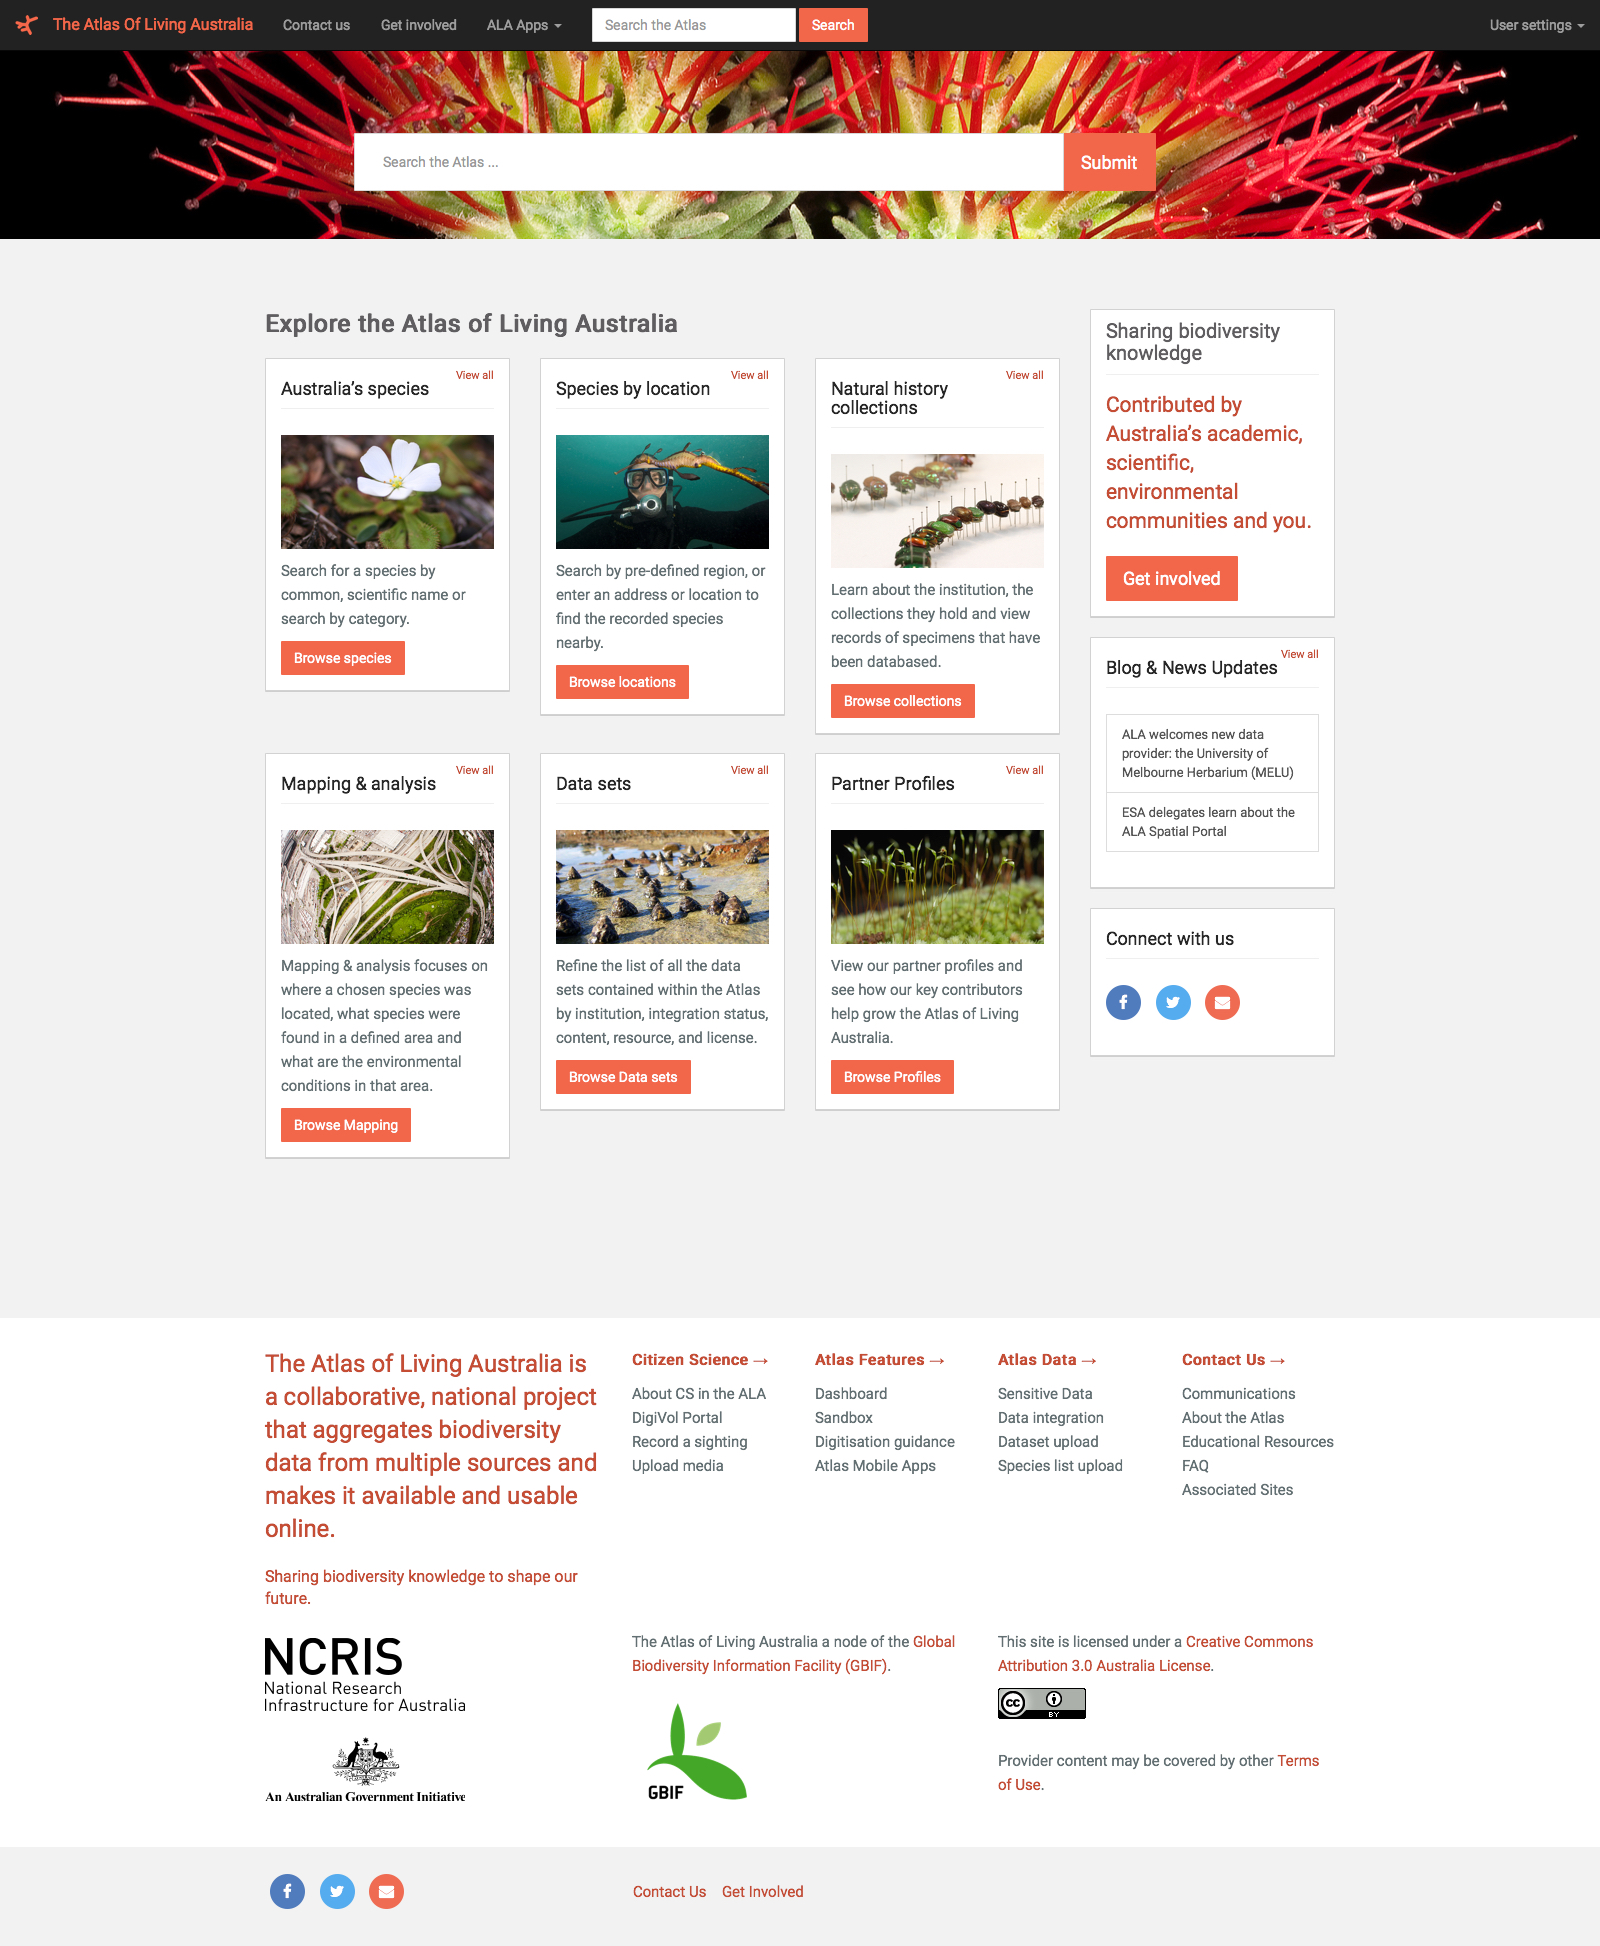 The Atlas Of Living Australia
Contact us
Get involved
ALA Apps
Search the Atlas
Search
User settings
Search the Atlas ...
Submit
Explore the Atlas of Living Australia
Australia's species
View all
Search for a species by
common, scientific name or
search by category.
Browse species
Species by location
View all
Search by pre-defined region, or
enter an address or location to
find the recorded species
nearby.
Browse locations
Natural history
collections
View all
Learn about the institution, the
collections they hold and view
records of specimens that have
been databased.
Browse collections
Mapping & analysis
View all
Mapping & analysis focuses on
where a chosen species was
located, what species were
found in a defined area and
what are the environmental
conditions in that area.
Browse Mapping
Data sets
View all
Refine the list of all the data
sets contained within the Atlas
by institution, integration status,
content, resource, and license.
Browse Data sets
Partner Profiles
View all
View our partner profiles and
see how our key contributors
help grow the Atlas of Living
Australia.
Browse Profiles
Sharing biodiversity
knowledge
Contributed by
Australia's academic,
scientific,
environmental
communities and you.
Get involved
Blog & News Updates
View all
ALA welcomes new data
provider: the University of
Melbourne Herbarium (MELU)
ESA delegates learn about the
ALA Spatial Portal
Connect with us
The Atlas of Living Australia is
a collaborative, national project
that aggregates biodiversity
data from multiple sources and
makes it available and usable
online.
Sharing biodiversity knowledge to shape our
future.
Citizen Science →
About CS in the ALA
DigiVol Portal
Record a sighting
Upload media
Atlas Features →
Dashboard
Sandbox
Digitisation guidance
Atlas Mobile Apps
Atlas Data →
Sensitive Data
Data integration
Dataset upload
Species list upload
Contact Us →
Communications
About the Atlas
Educational Resources
FAQ
Associated Sites
NCRIS
National Research
Infrastructure for Australia
An Australian Government Initiative
The Atlas of Living Australia a node of the Global
Biodiversity Information Facility (GBIF).
GBIF
This site is licensed under a Creative Commons
Attribution 3.0 Australia License.
cc
BY
Provider content may be covered by other Terms
of Use.
Contact Us
Get Involved